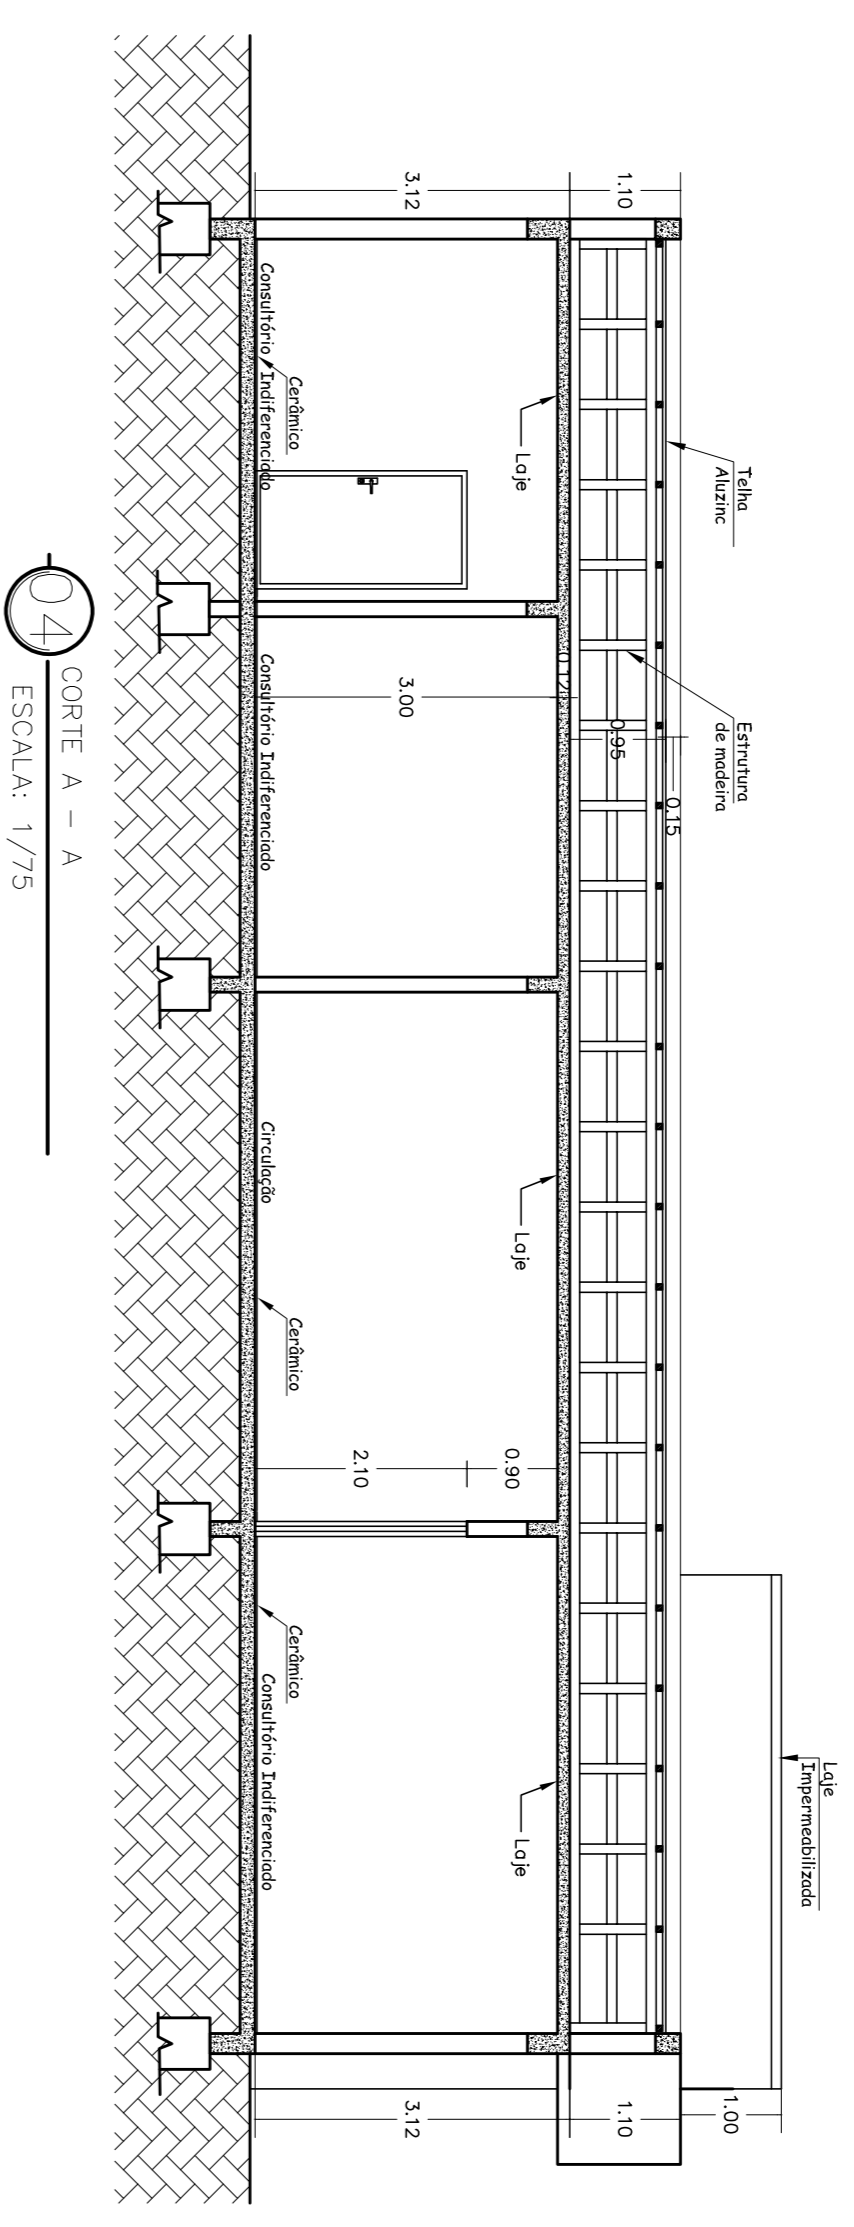 Laje
Impermeabilizada
Telha
Aluzinc
Estrutura
de madeira
1.00
1.10
0.95
0.15
1.10
0.12
3.12
Laje
3.00
Laje
0.90
2.10
Laje
3.12
Cerâmico
Cerâmico
Cerâmico
Consultório Indiferenciado
Consultório Indiferenciado
Circulação
Consultório Indiferenciado
04
CORTE A - A
ESCALA: 1/75